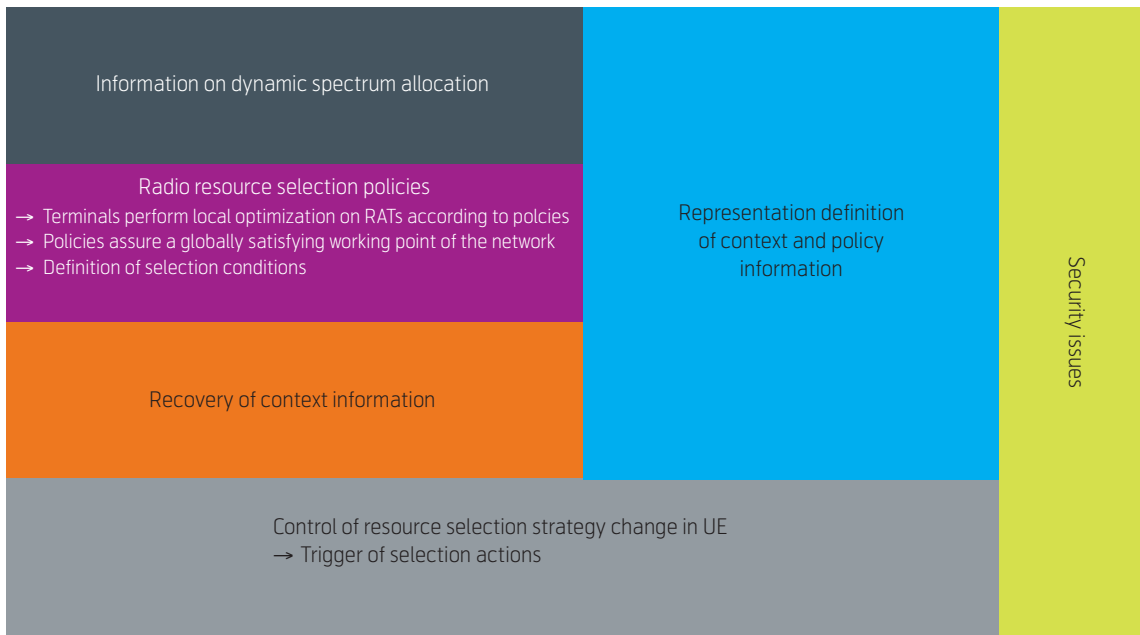 Information on dynamic spectrum allocation
Radio resource selection policies
→ Terminals perform local optimization on RATs according to polcies
→ Policies assure a globally satisfying working point of the network
→ Definition of selection conditions
Recovery of context information
Representation definition
of context and policy
information
Control of resource selection strategy change in UE
→ Trigger of selection actions
Security issues